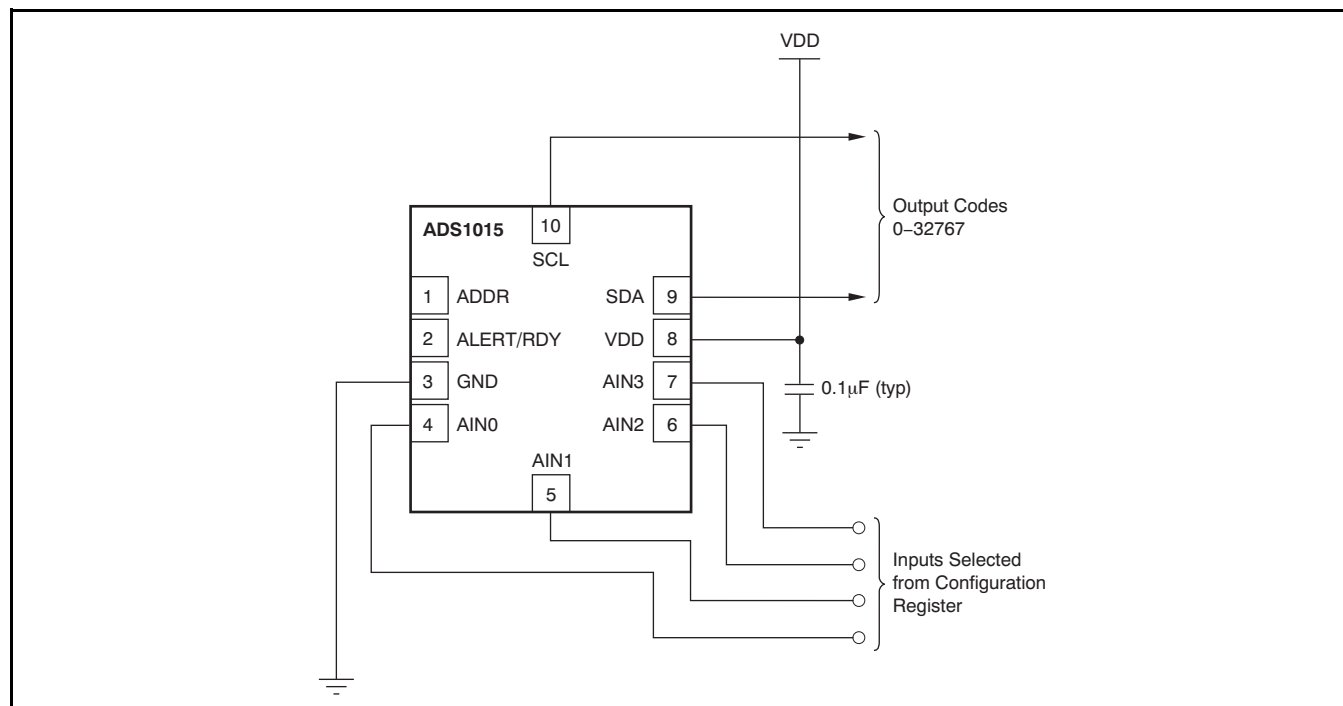 VDD
Output Codes
0–32767
ADS1015
10
SCL
1 ADDR
SDA 9
2 ALERT/RDY
VDD 8
3 GND
AIN3 7
0.1μF (typ)
4 AIN0
AIN2 6
AIN1
5
Inputs Selected
from Configuration
Register